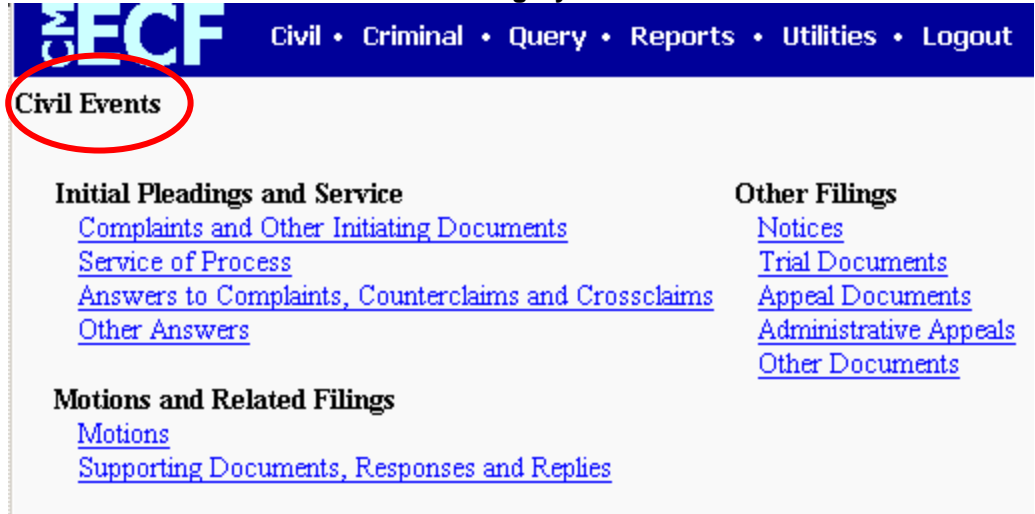 CM ECF Civil • Criminal • Query • Reports • Utilities • Logout
Civil Events
Initial Pleadings and Service
Complaints and Other Initiating Documents
Service of Process
Answers to Complaints, Counterclaims and Crossclaims
Other Answers
Motions and Related Filings
Motions
Supporting Documents, Responses and Replies
Other Filings
Notices
Trial Documents
Appeal Documents
Administrative Appeals
Other Documents